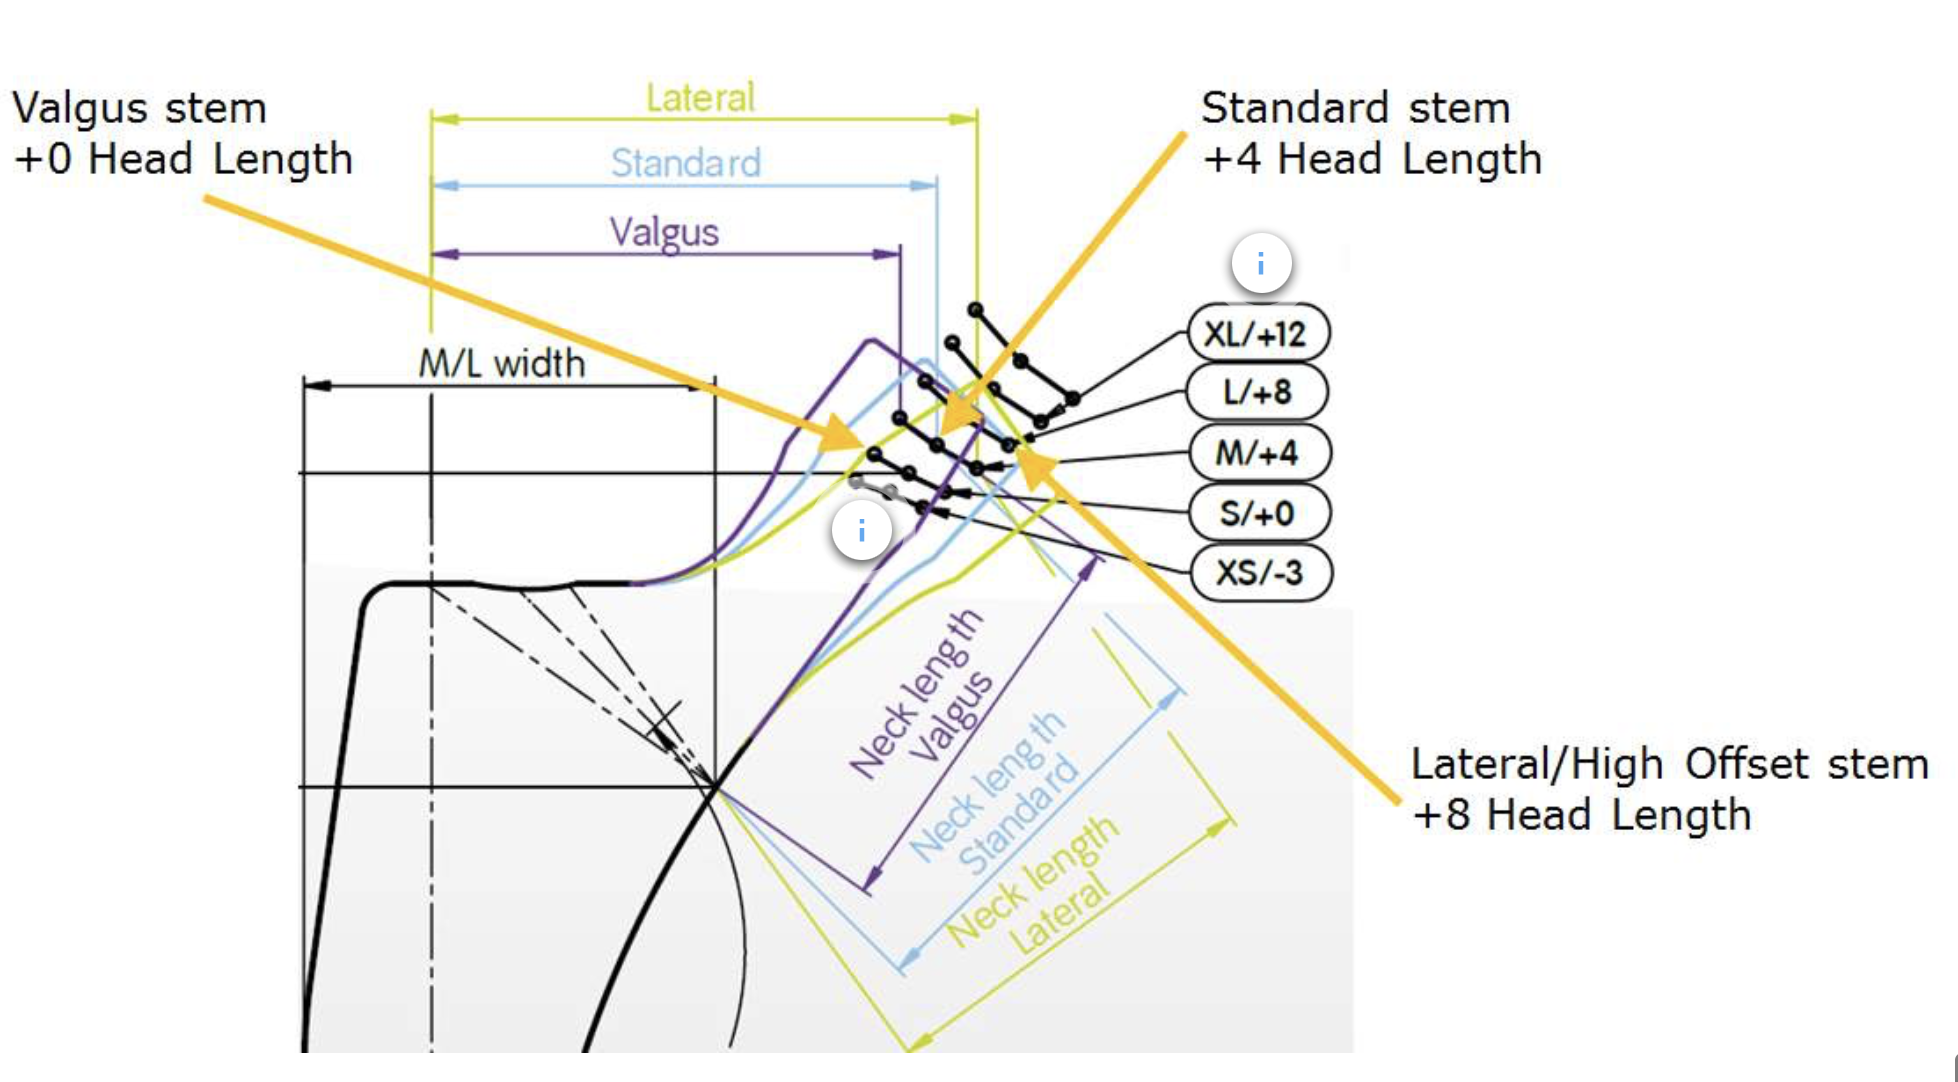 Valgus stem
+0 Head Length
Lateral
Standard
Valgus
M/L width
Standard stem
+4 Head Length
i
XL/+12
L/+8
M/+4
S/+0
XS/-3
i
Neck length
Valgus
Neck length
Standard
Neck length
Lateral
Lateral/High Offset stem
+8 Head Length